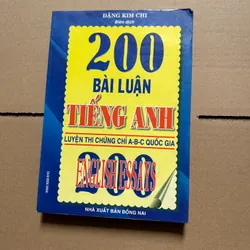 ĐẶNG KIM CHI
Biên dịch
200
BÀI LUẬN
TIẾNG ANH
LUYỆN THI CHỨNG CHỈ A-B-C QUỐC GIA
200
ENGLISH ESSAYS
NHÀ XUẤT BẢN ĐỒNG NAI